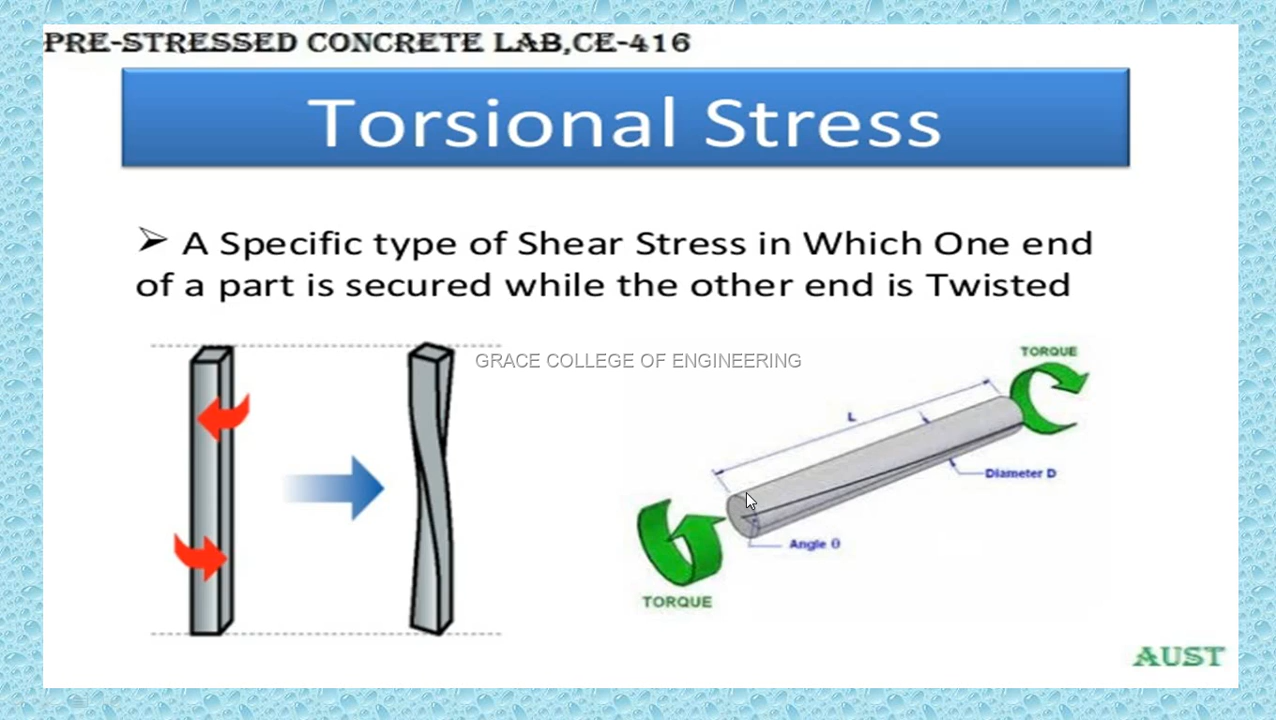 PRE-STRESSED CONCRETE LAB,CE-416
Torsional Stress
➢ A Specific type of Shear Stress in Which One end
of a part is secured while the other end is Twisted
GRACE COLLEGE OF ENGINEERING
TORQUE
L
Diameter D
Angle θ
TORQUE
AUST